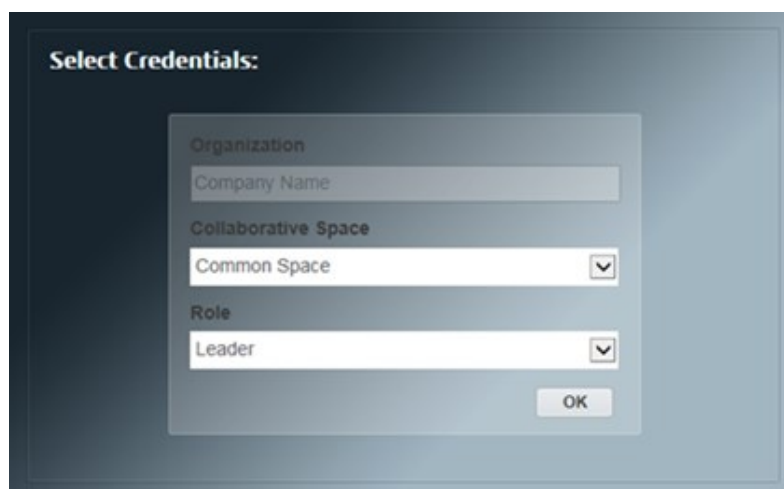 Select Credentials:
Organization
Company Name
Collaborative Space
Common Space
Role
Leader
OK